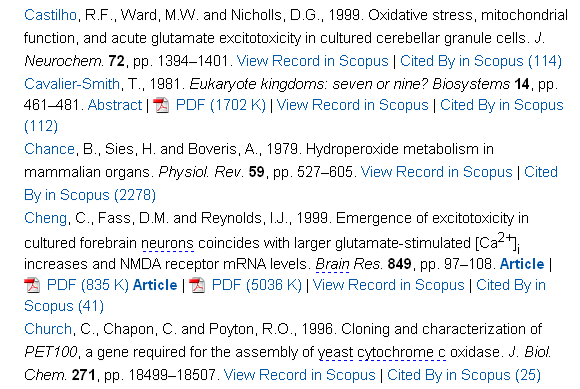 Castilho, R.F., Ward, M.W. and Nicholls, D.G., 1999. Oxidative stress, mitochondrial
function, and acute glutamate excitotoxicity in cultured cerebellar granule cells. J.
Neurochem. 72, pp. 1394–1401. View Record in Scopus | Cited By in Scopus (114)
Cavalier-Smith, T., 1981. Eukaryote kingdoms: seven or nine? Biosystems 14, pp.
461–481. Abstract | PDF (1702 K) | View Record in Scopus | Cited By in Scopus
(112)
Chance, B., Sies, H. and Boveris, A., 1979. Hydroperoxide metabolism in
mammalian organs. Physiol. Rev. 59, pp. 527–605. View Record in Scopus | Cited
By in Scopus (2278)
Cheng, C., Fass, D.M. and Reynolds, I.J., 1999. Emergence of excitotoxicity in
cultured forebrain neurons coincides with larger glutamate-stimulated [Ca2+]i
increases and NMDA receptor mRNA levels. Brain Res. 849, pp. 97–108. Article |
PDF (835 K) Article | PDF (5036 K) | View Record in Scopus | Cited By in
Scopus (41)
Church, C., Chapon, C. and Poyton, R.O., 1996. Cloning and characterization of
PET100, a gene required for the assembly of yeast cytochrome c oxidase. J. Biol.
Chem. 271, pp. 18499–18507. View Record in Scopus | Cited By in Scopus (25)